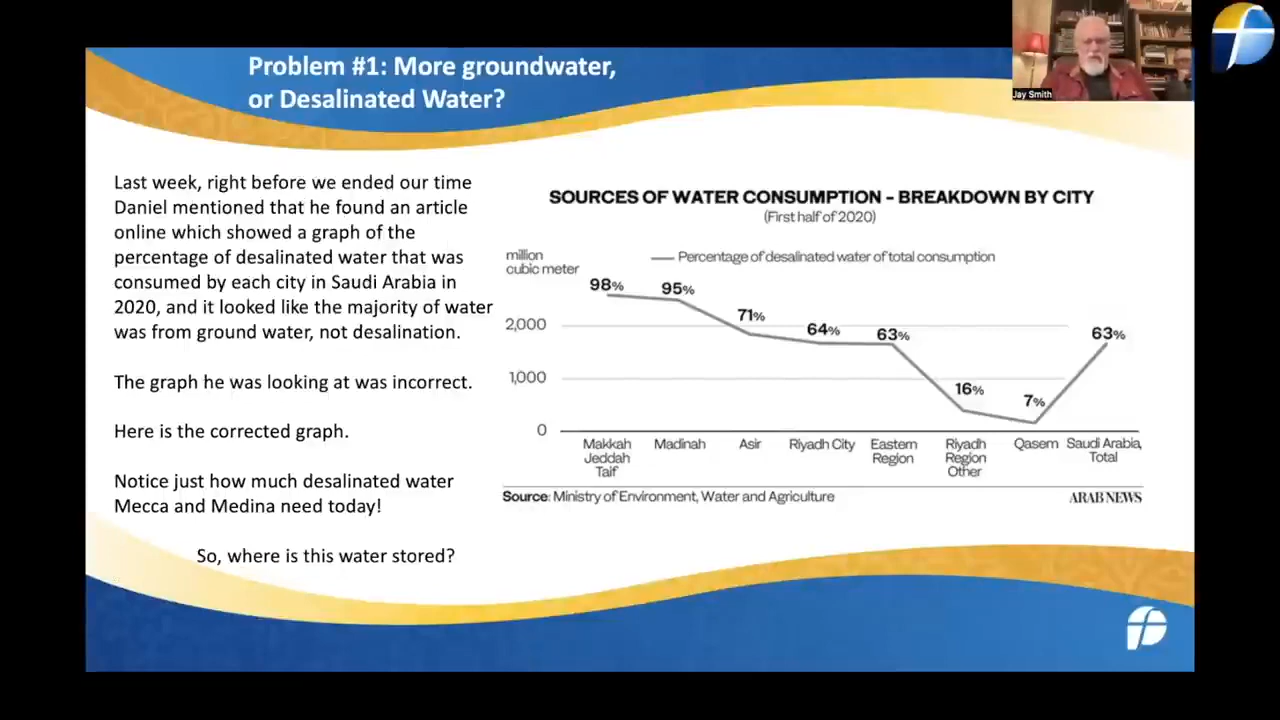 Problem #1: More groundwater,
or Desalinated Water?
Jay Smith
Last week, right before we ended our time
Daniel mentioned that he found an article
online which showed a graph of the
percentage of desalinated water that was
consumed by each city in Saudi Arabia in
2020, and it looked like the majority of water
was from ground water, not desalination.
The graph he was looking at was incorrect.
Here is the corrected graph.
Notice just how much desalinated water
Mecca and Medina need today!
So, where is this water stored?
SOURCES OF WATER CONSUMPTION – BREAKDOWN BY CITY
(First half of 2020)
million
cubic meter
Percentage of desalinated water of total consumption
98%
95%
71%
64%
63%
16%
7%
63%
2,000
1,000
0
Makkah
Jeddah
Taif
Madinah
Asir
Riyadh City
Eastern
Region
Riyadh
Region
Other
Qasem
Saudi Arabia,
Total
Source: Ministry of Environment, Water and Agriculture
ARAB NEWS